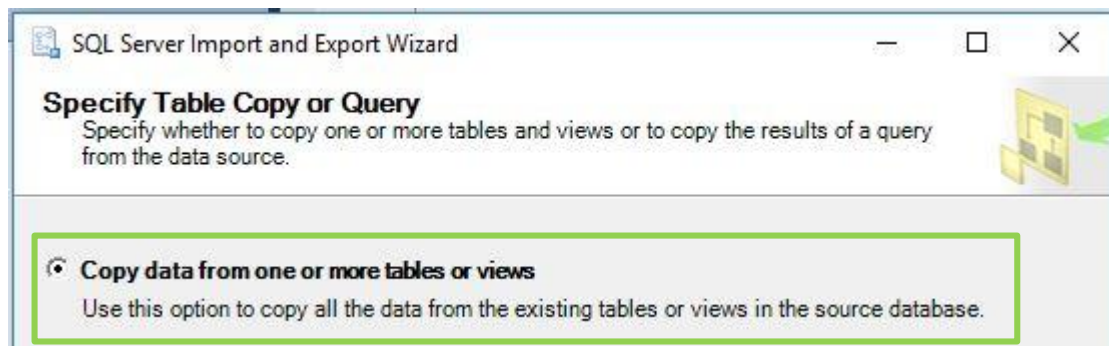 SQL Server Import and Export Wizard
Specify Table Copy or Query
Specify whether to copy one or more tables and views or to copy the results of a query
from the data source.
Copy data from one or more tables or views
Use this option to copy all the data from the existing tables or views in the source database.